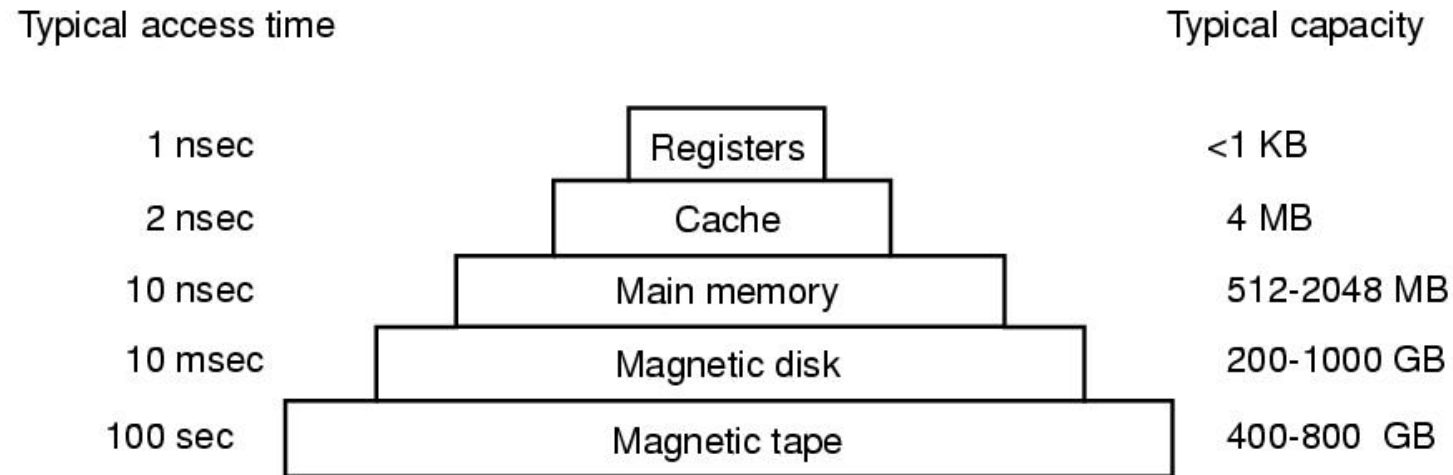 Typical access time Typical capacity
1 nsec Registers <1 KB
2 nsec Cache 4 MB
10 nsec Main memory 512-2048 MB
10 msec Magnetic disk 200-1000 GB
100 sec Magnetic tape 400-800 GB